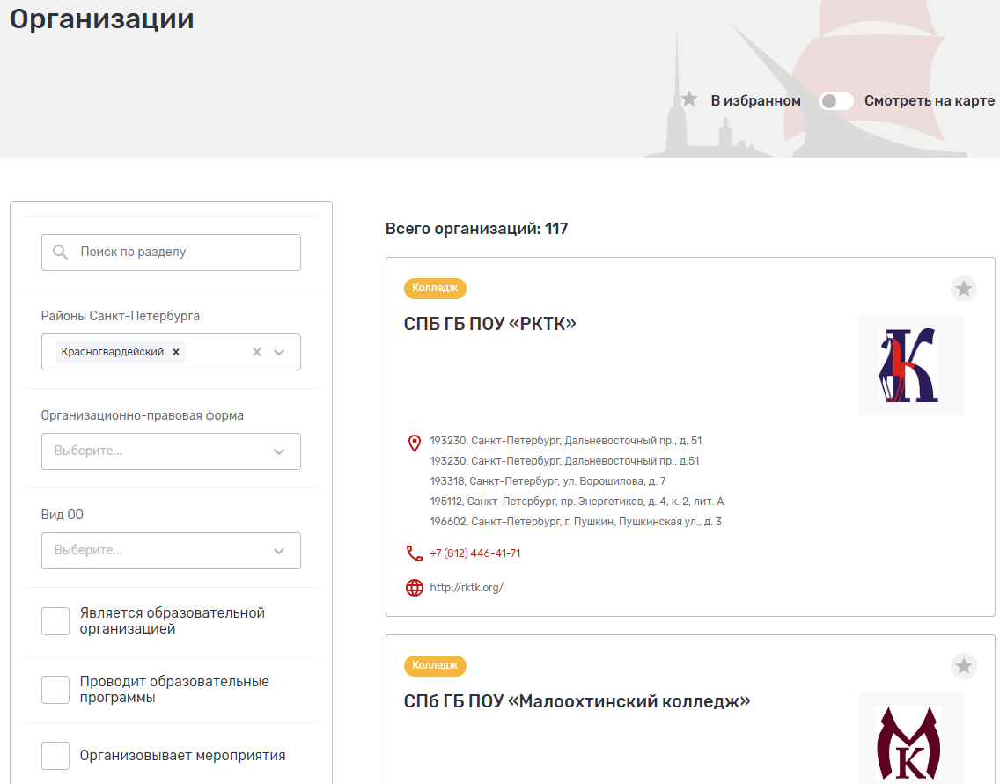 Организации
В избранном
Смотреть на карте
Поиск по разделу
Районы Санкт-Петербурга
Красногвардейский
Организационно-правовая форма
Выберите...
Вид ОО
Выберите...
Является образовательной
организацией
Проводит образовательные
программы
Организовывает мероприятия
Всего организаций: 117
Колледж
СПБ ГБ ПОУ «РКТК»
К
193230, Санкт-Петербург, Дальневосточный пр., д. 51
193230, Санкт-Петербург, Дальневосточный пр., д.51
193318, Санкт-Петербург, ул. Ворошилова, д. 7
195112, Санкт-Петербург, пр. Энергетиков, д. 4, к. 2, лит. А
196602, Санкт-Петербург, г. Пушкин, Пушкинская ул., д. 3
+7 (812) 446-41-71
http://rktk.org/
Колледж
СПб ГБ ПОУ «Малоохтинский колледж»
МК